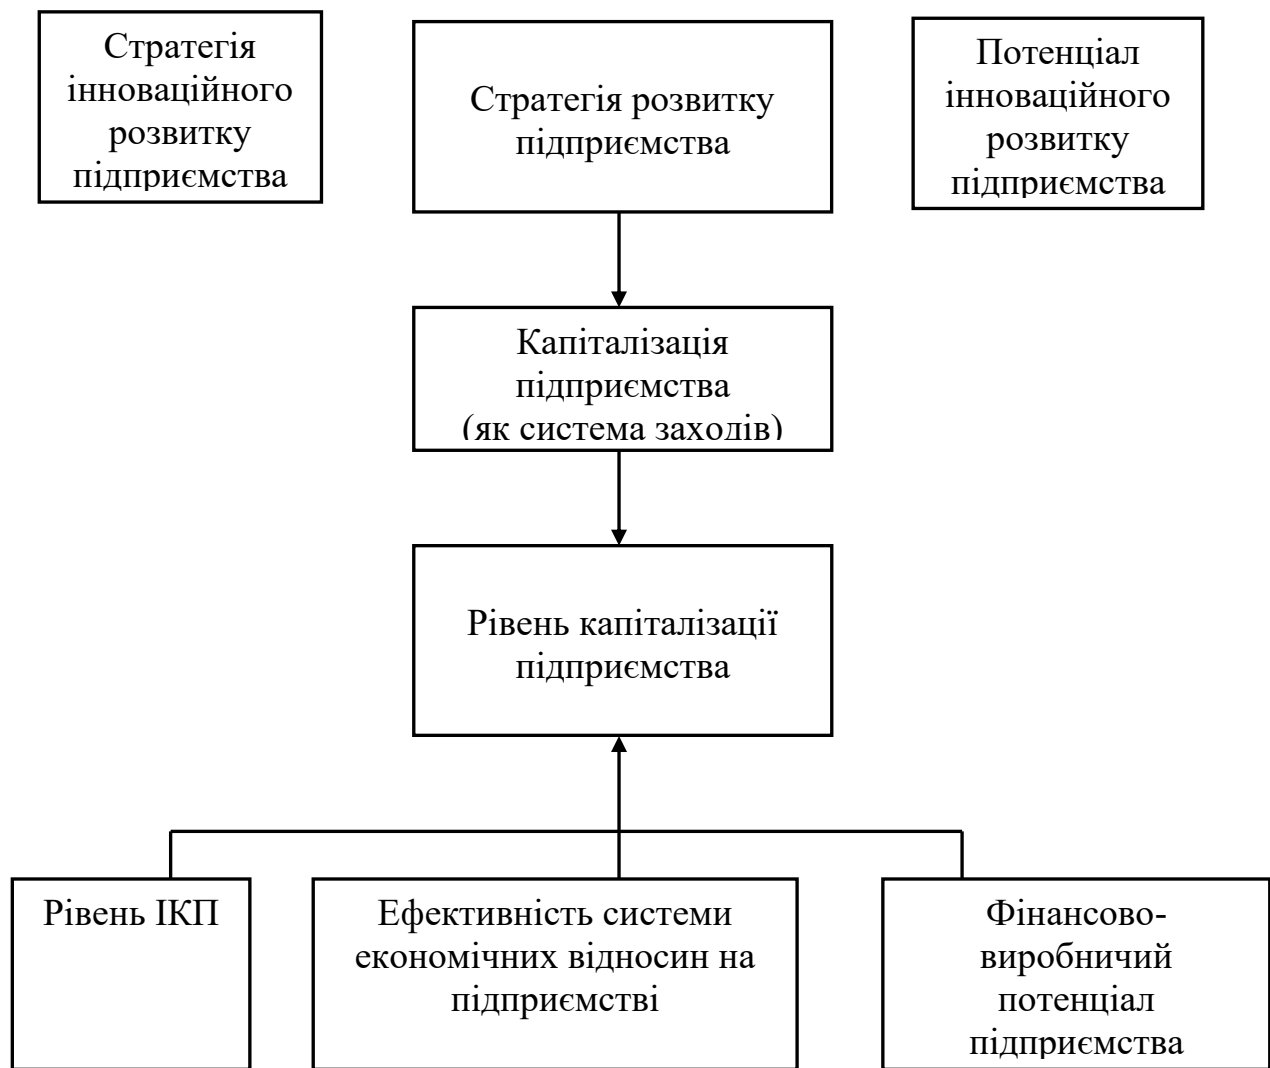 Стратегія
інноваційного
розвитку
підприємства
Стратегія розвитку
підприємства
Потенціал
інноваційного
розвитку
підприємства
Капіталізація
підприємства
(як система заходів)
Рівень капіталізації
підприємства
Рівень ІКП
Ефективність системи
економічних відносин на
підприємстві
Фінансово-
виробничий
потенціал
підприємства